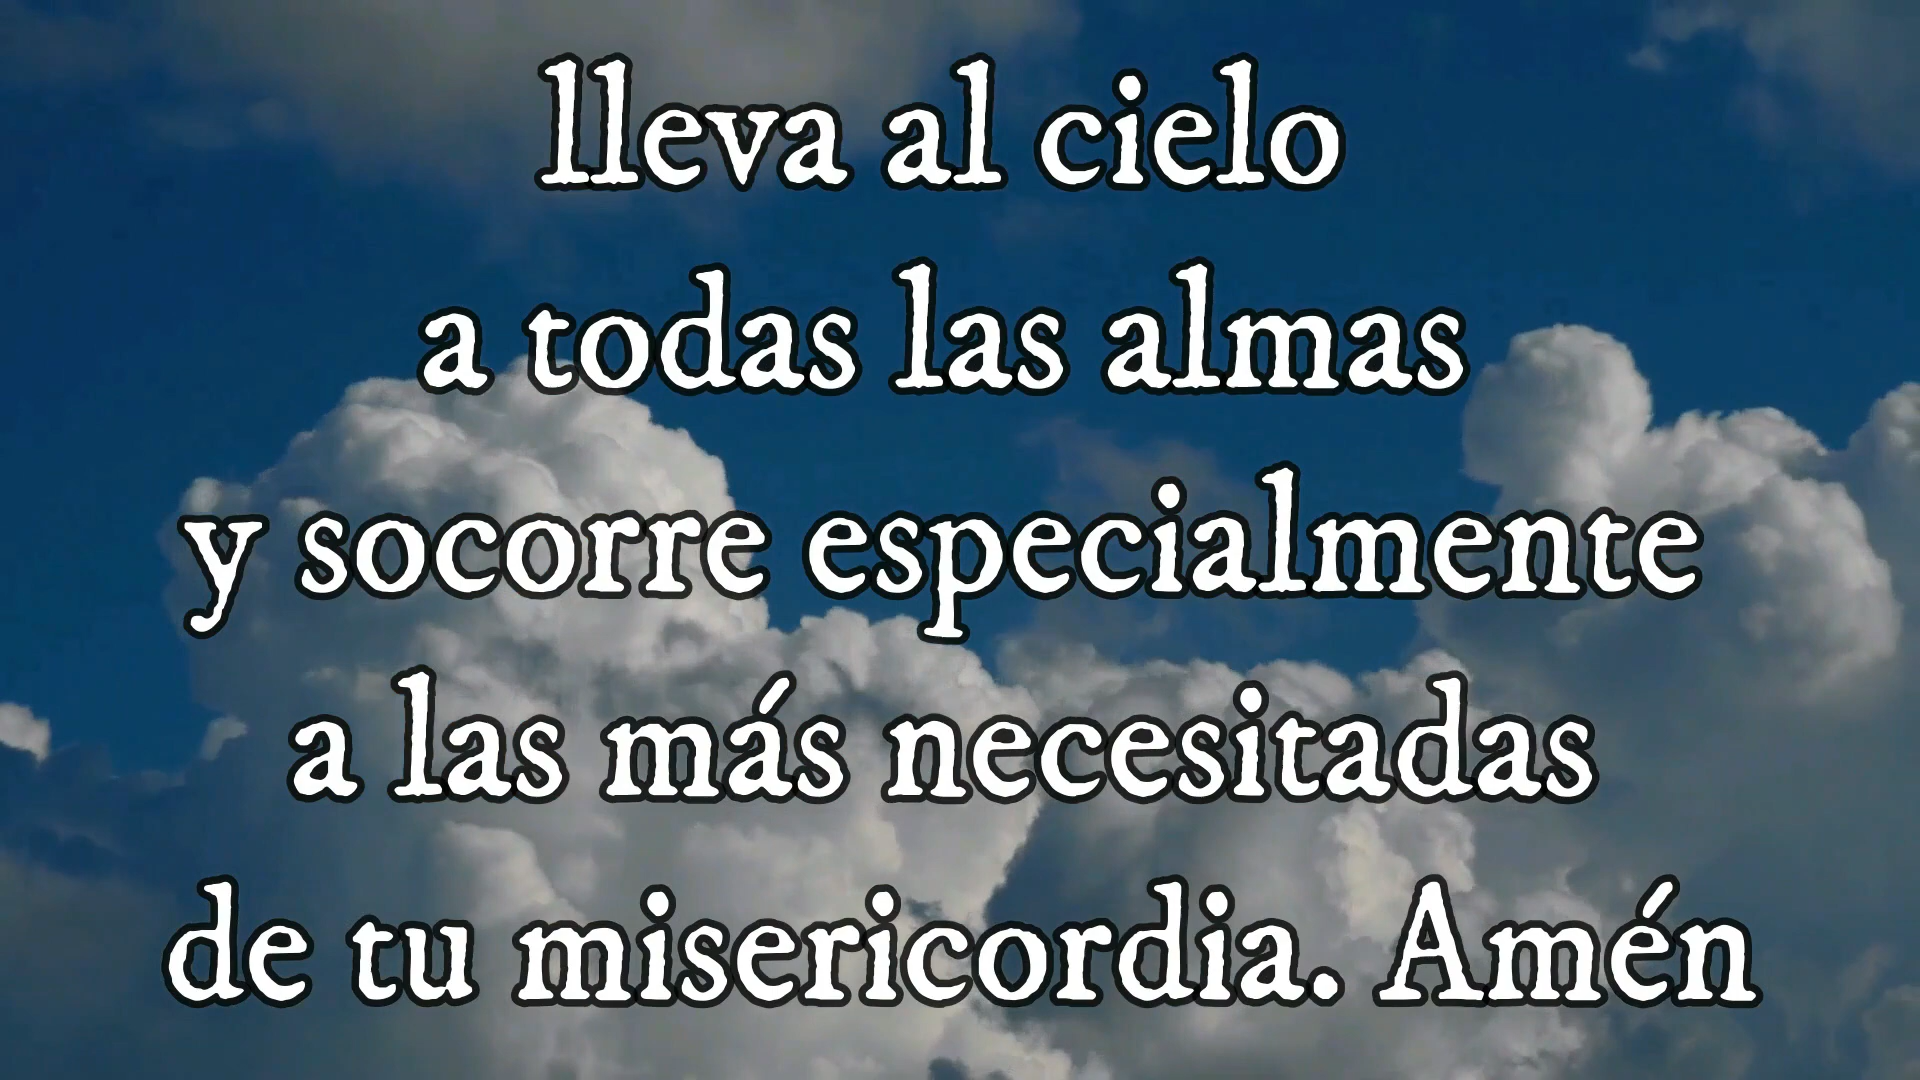 lleva al cielo
a todas las almas
y socorre especialmente
a las más necesitadas
de tu misericordia. Amén